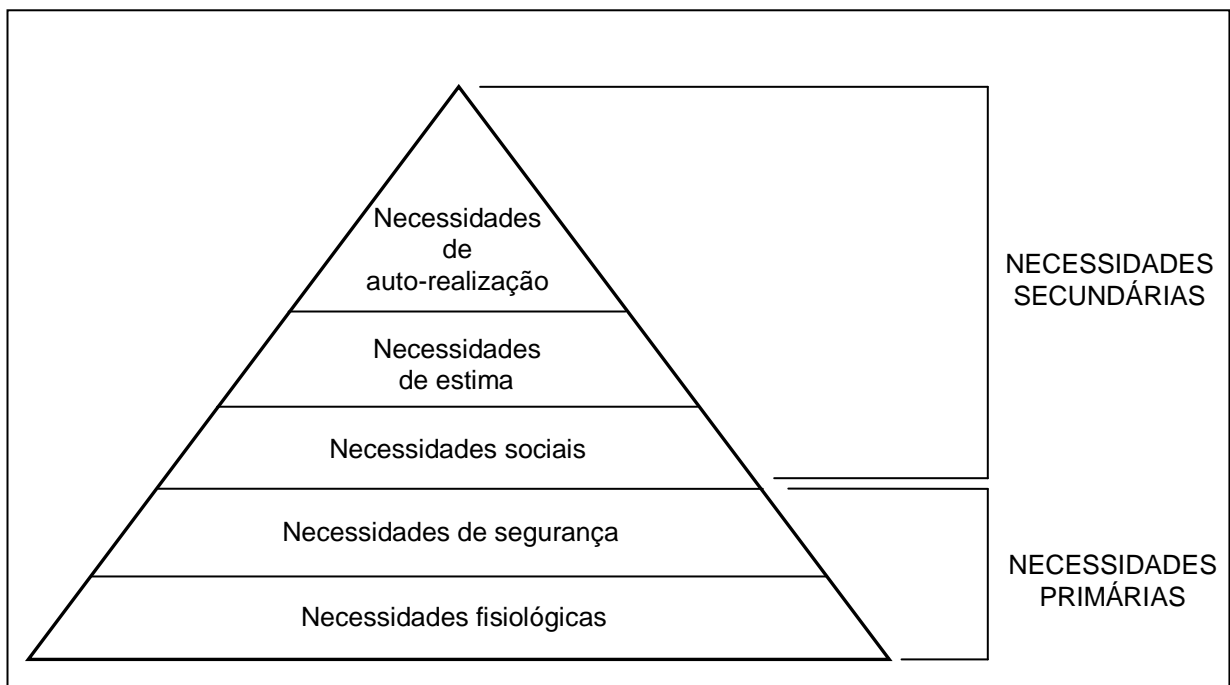 Necessidades
de
auto-realização
Necessidades
de estima
Necessidades sociais
Necessidades de segurança
Necessidades fisiológicas
NECESSIDADES
SECUNDÁRIAS
NECESSIDADES
PRIMÁRIAS